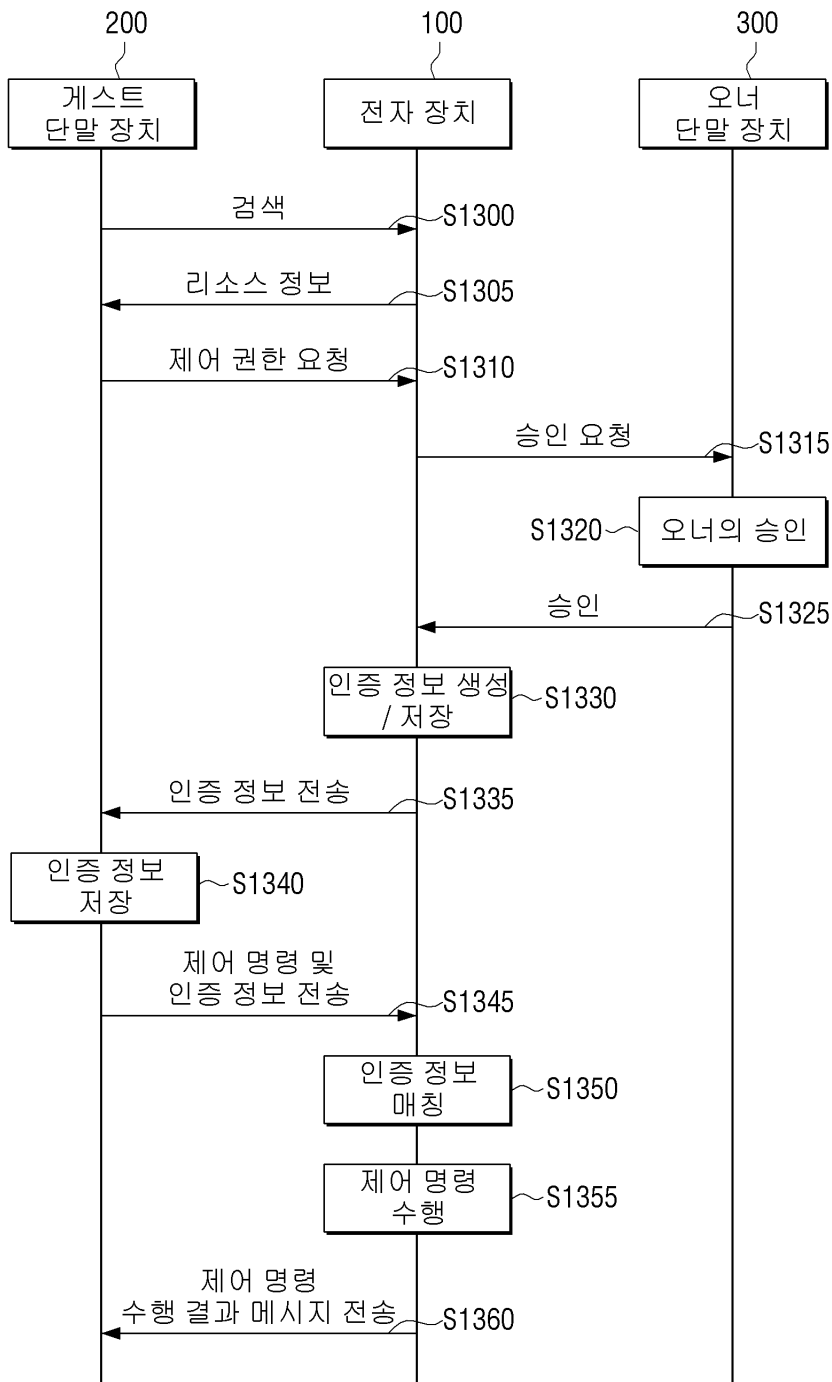 200
100
300
게스트
단말 장치
전자 장치
오너
단말 장치
검색
S1300
리소스 정보
S1305
제어 권한 요청
S1310
승인 요청
S1315
S1320
오너의 승인
승인
S1325
인증 정보 생성
/ 저장
S1330
인증 정보 전송
S1335
인증 정보
저장
S1340
제어 명령 및
인증 정보 전송
S1345
인증 정보
매칭
S1350
제어 명령
수행
S1355
제어 명령
수행 결과 메시지 전송
S1360